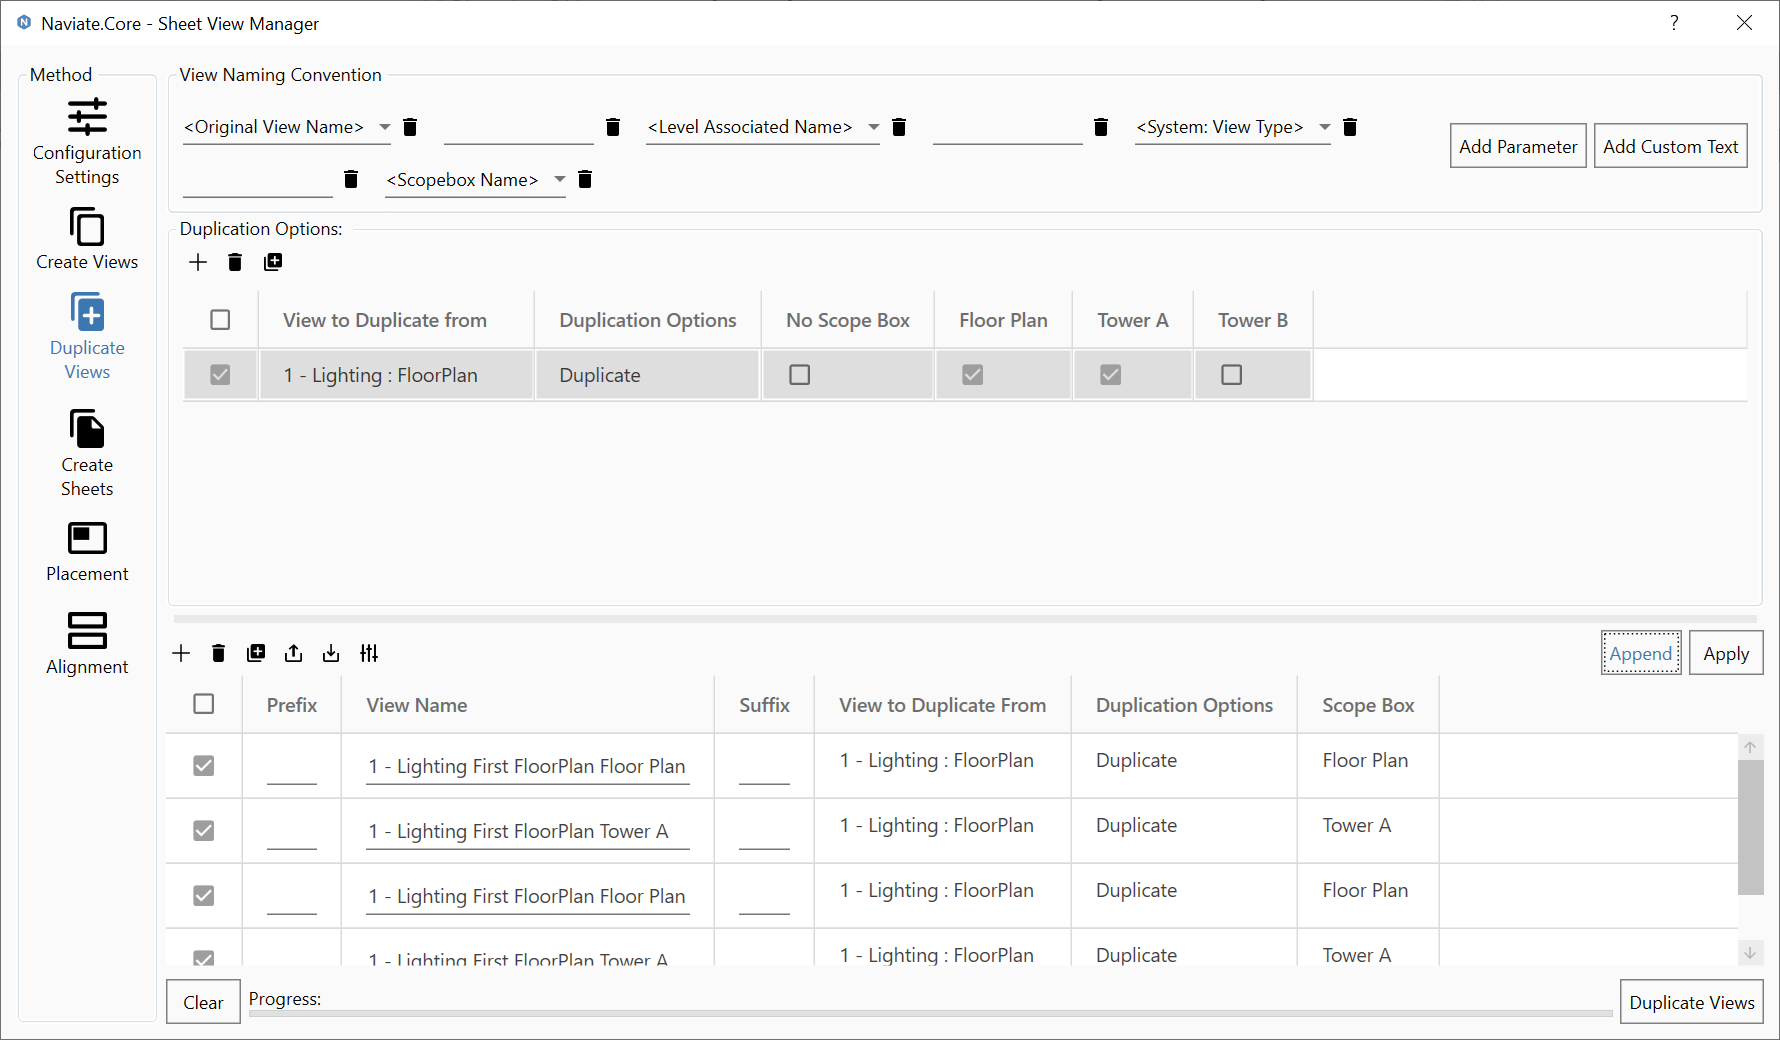 Naviate.Core - Sheet View Manager
?
Method
Configuration
Settings
Create Views
Duplicate
Views
Create
Sheets
Placement
Alignment
View Naming Convention
<Original View Name>
<Level Associated Name>
<System: View Type>
<Scopebox Name>
Add Parameter
Add Custom Text
Duplication Options:
View to Duplicate from Duplication Options No Scope Box Floor Plan Tower A Tower B
1 - Lighting : FloorPlan Duplicate
Append
Apply
Prefix View Name Suffix View to Duplicate From Duplication Options Scope Box
1 - Lighting First FloorPlan Floor Plan 1 - Lighting : FloorPlan Duplicate Floor Plan
1 - Lighting First FloorPlan Tower A 1 - Lighting : FloorPlan Duplicate Tower A
1 - Lighting First FloorPlan Floor Plan 1 - Lighting : FloorPlan Duplicate Floor Plan
1 - Lighting First FloorPlan Tower A 1 - Lighting : FloorPlan Duplicate Tower A
Clear
Progress:
Duplicate Views